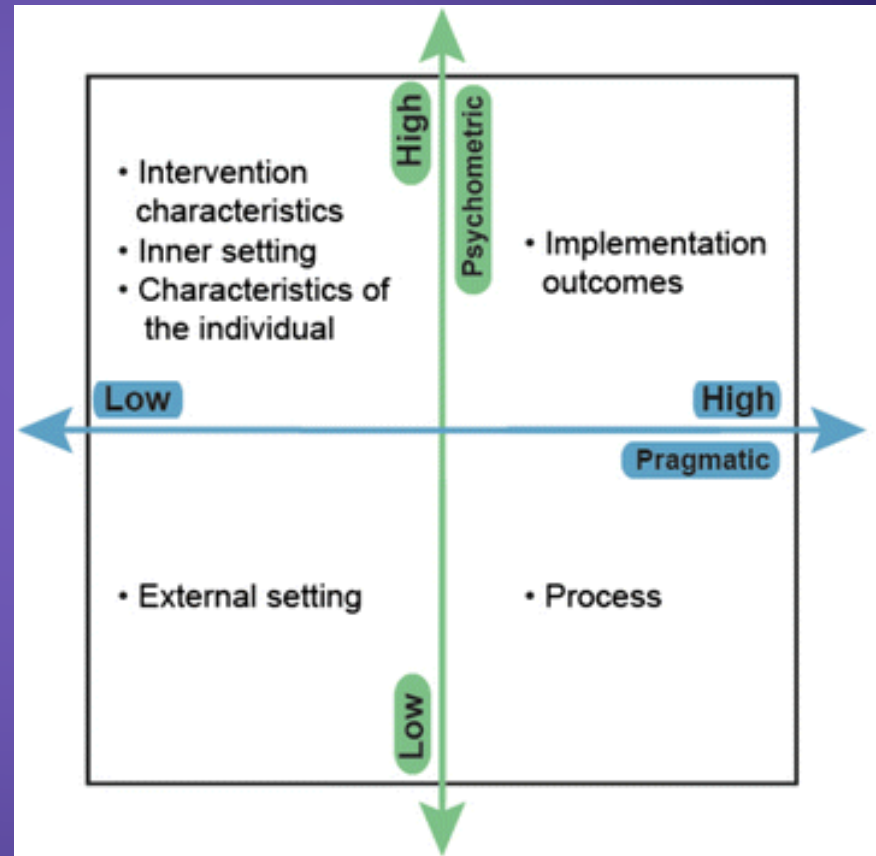 High
Psychometric
• Intervention
characteristics
• Inner setting
• Characteristics of
the individual
• Implementation
outcomes
Low
High
Pragmatic
• External setting
• Process
Low